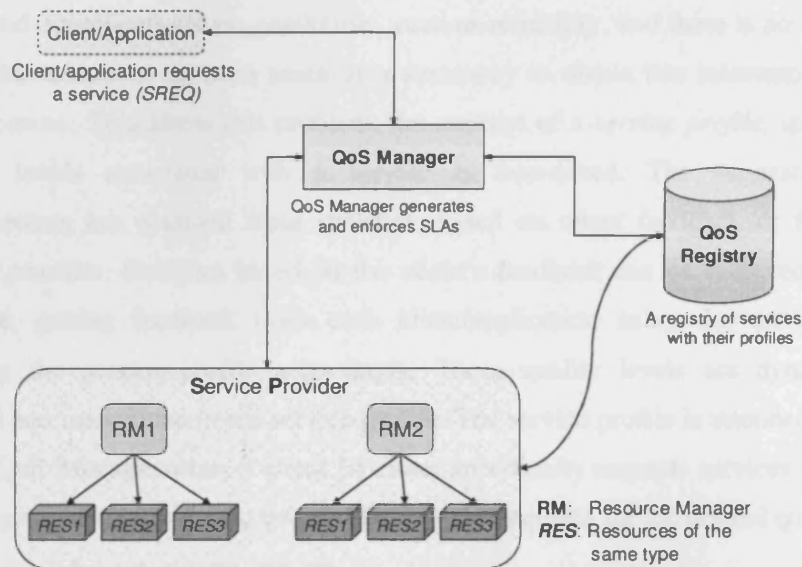 Client/Application
Client/application requests
a service (SREQ)
QoS Manager
QoS Manager generates
and enforces SLAs
QoS
Registry
A registry of services
with their profiles
Service Provider
RM1
RM2
RES1 RES2 RES3
RES1 RES2 RES3
RM: Resource Manager
RES: Resources of the
same type